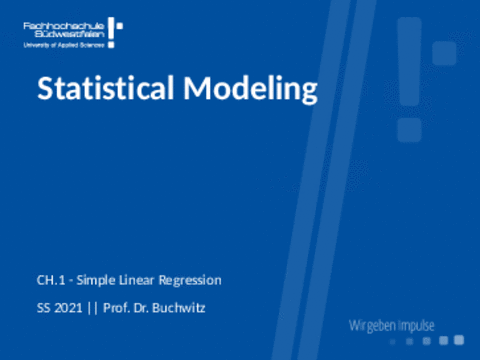 Fachhochschule
Südwestfalen
University of Applied Sciences
Statistical Modeling
CH.1 - Simple Linear Regression
SS 2021 || Prof. Dr. Buchwitz
Wir geben Impulse